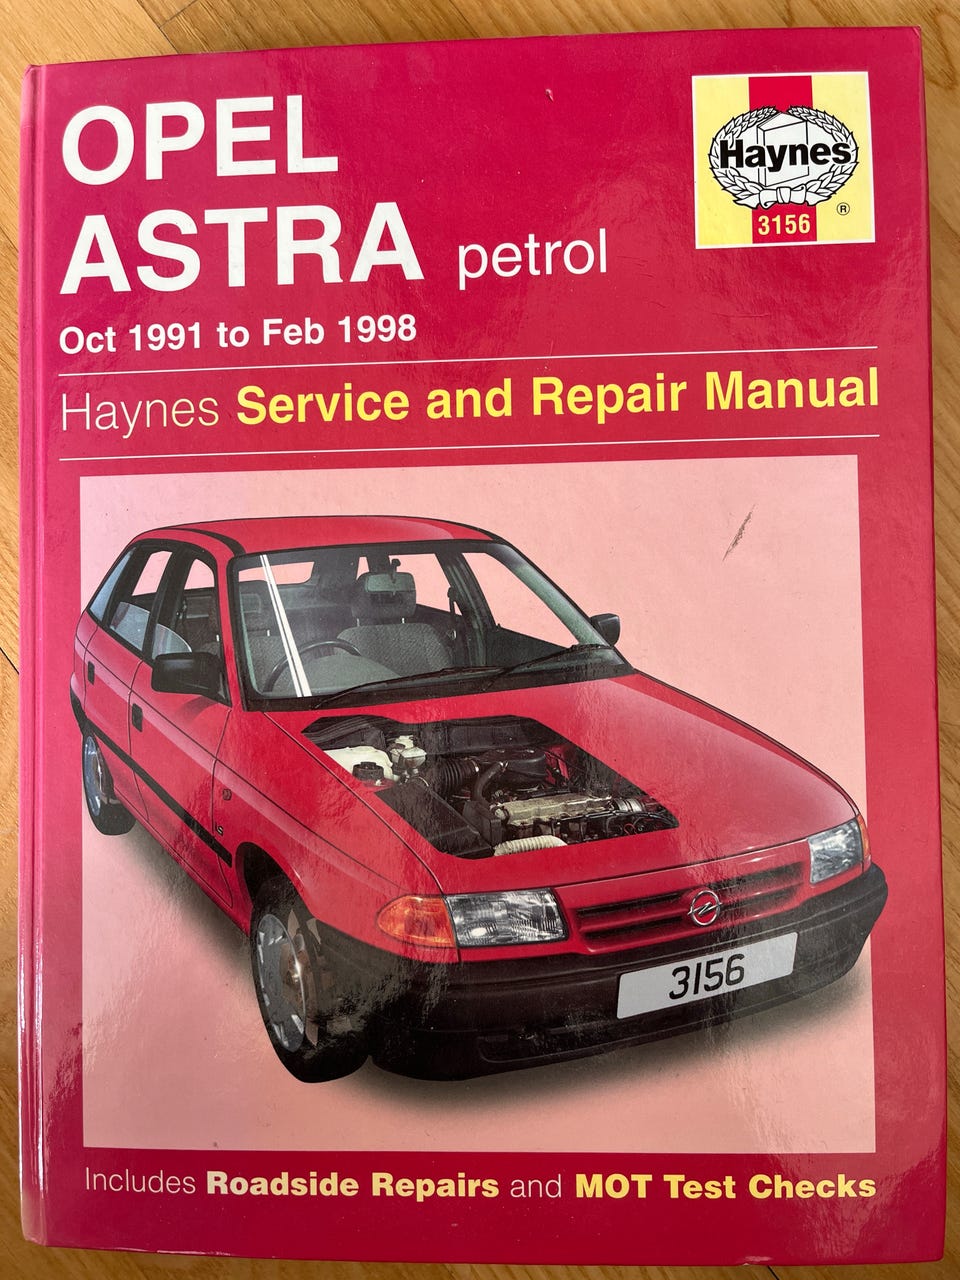 OPEL
ASTRA petrol
Oct 1991 to Feb 1998
Haynes
®
3156
Haynes Service and Repair Manual
3156
Includes Roadside Repairs and MOT Test Checks